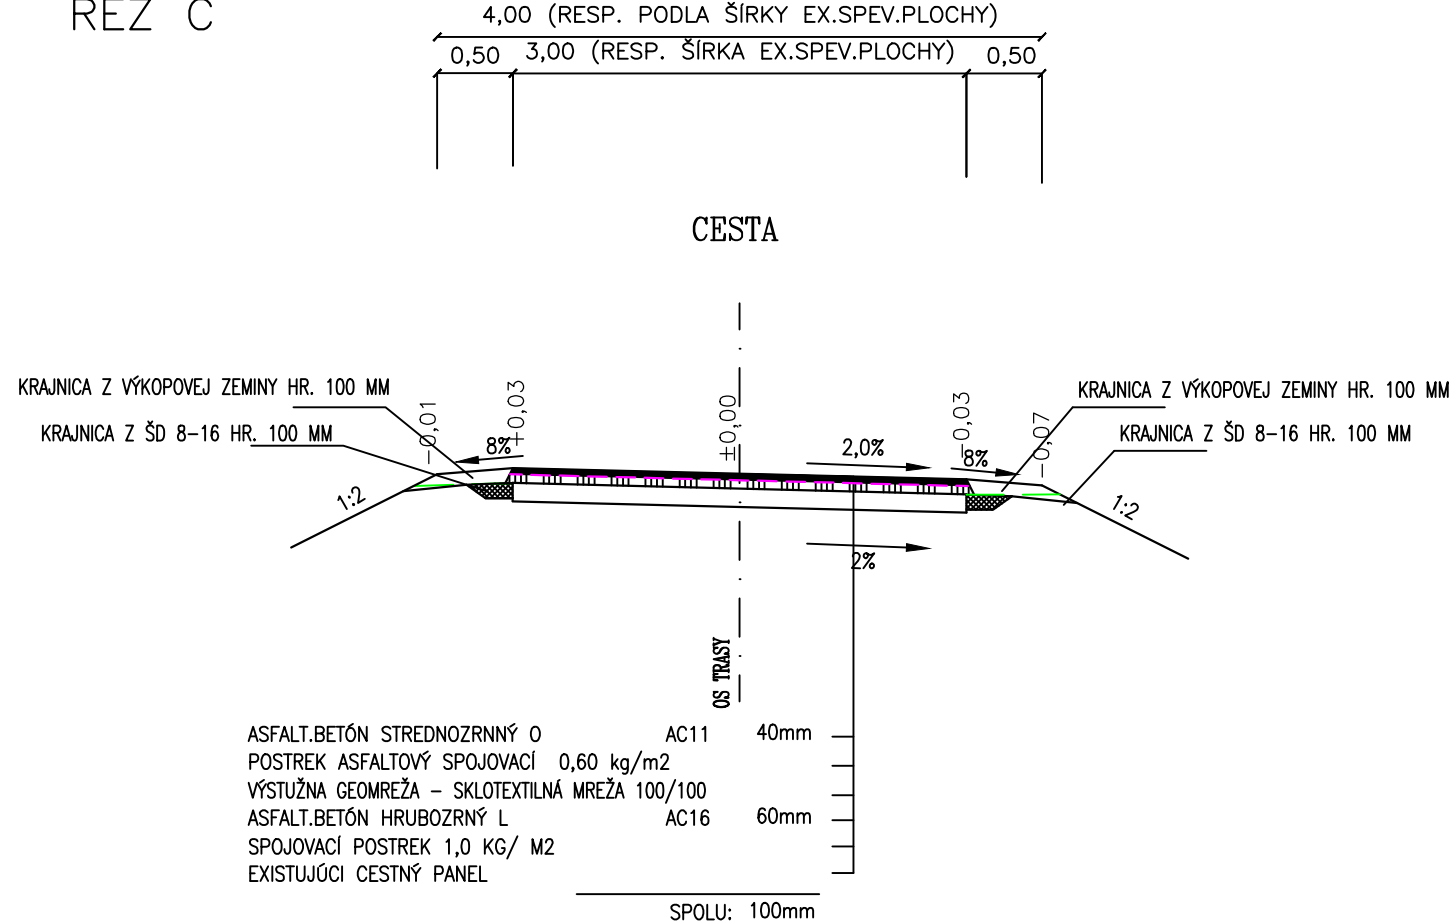 REZ C
4,00 (RESP. PODLA ŠÍRKY EX.SPEV.PLOCHY)
0,50 3,00 (RESP. ŠÍRKA EX.SPEV.PLOCHY) 0,50
CESTA
KRAJNICA Z VÝKOPOVEJ ZEMINY HR. 100 MM
KRAJNICA Z ŠD 8-16 HR. 100 MM
-0,01
+0,03
±0,00
-0,03
-0,07
KRAJNICA Z VÝKOPOVEJ ZEMINY HR. 100 MM
KRAJNICA Z ŠD 8-16 HR. 100 MM
8%
2,0%
8%
1:2
1:2
2%
OS TRASY
ASFALT.BETÓN STREDNOZRNNÝ O AC11 40mm
POSTREK ASFALTOVÝ SPOJOVACÍ 0,60 kg/m2
VÝSTUŽNA GEOMREŽA - SKLOTEXTILNÁ MREŽA 100/100
ASFALT.BETÓN HRUBOZRNÝ L AC16 60mm
SPOJOVACÍ POSTREK 1,0 KG/ M2
EXISTUJÚCI CESTNÝ PANEL
SPOLU: 100mm